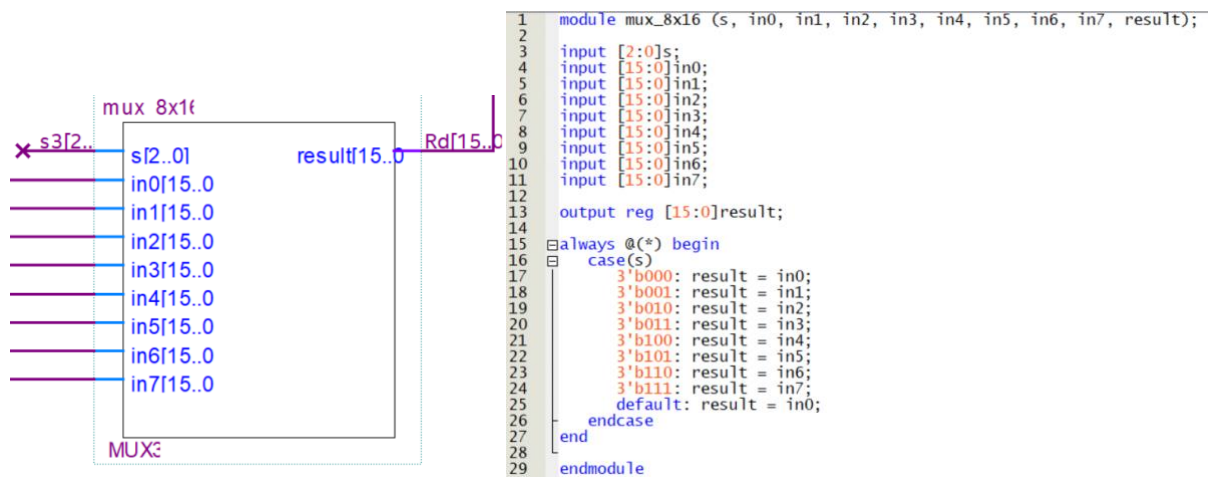 mux 8x16
s3[2..
s[2..0]
result[15..0
Rd[15..0
in0[15..0
in1[15..0
in2[15..0
in3[15..0
in4[15..0
in5[15..0
in6[15..0
in7[15..0
MUX3
1 module mux_8x16 (s, in0, in1, in2, in3, in4, in5, in6, in7, result);
2
3 input [2:0]s;
4 input [15:0]in0;
5 input [15:0]in1;
6 input [15:0]in2;
7 input [15:0]in3;
8 input [15:0]in4;
9 input [15:0]in5;
10 input [15:0]in6;
11 input [15:0]in7;
12
13 output reg [15:0]result;
14
15 always @(*) begin
16 case(s)
17 3'b000: result = in0;
18 3'b001: result = in1;
19 3'b010: result = in2;
20 3'b011: result = in3;
21 3'b100: result = in4;
22 3'b101: result = in5;
23 3'b110: result = in6;
24 3'b111: result = in7;
25 default: result = in0;
26 endcase
27 end
28
29 endmodule